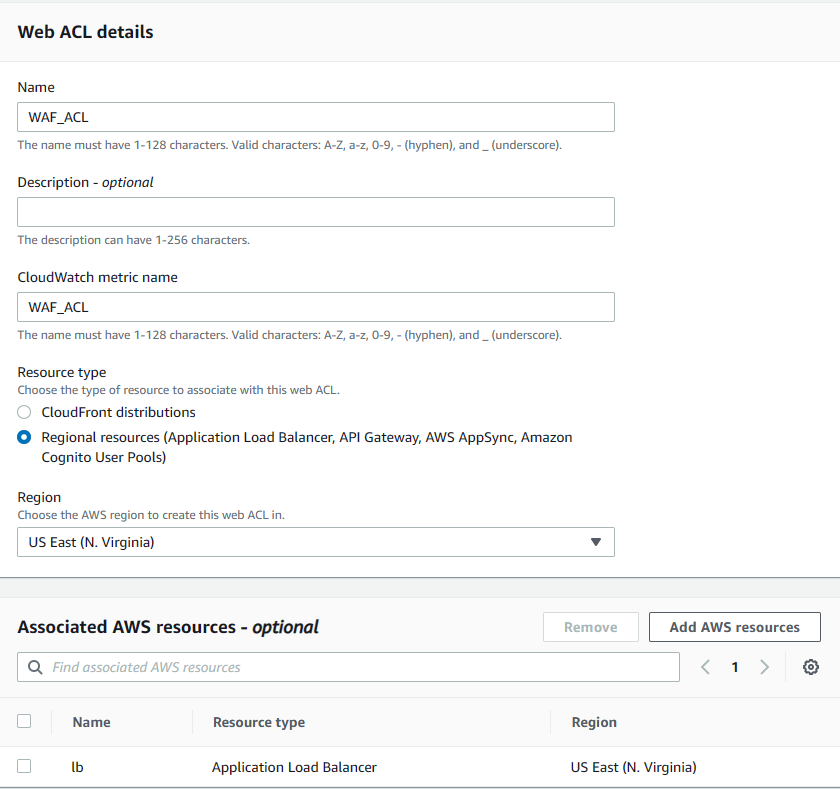 Web ACL details
Name
WAF_ACL
The name must have 1-128 characters. Valid characters: A-Z, a-z, 0-9, - (hyphen), and _ (underscore).
Description - optional
The description can have 1-256 characters.
CloudWatch metric name
WAF_ACL
The name must have 1-128 characters. Valid characters: A-Z, a-z, 0-9, - (hyphen), and _ (underscore).
Resource type
Choose the type of resource to associate with this web ACL.
CloudFront distributions
Regional resources (Application Load Balancer, API Gateway, AWS AppSync, Amazon
Cognito User Pools)
Region
Choose the AWS region to create this web ACL in.
US East (N. Virginia)
Associated AWS resources - optional Remove Add AWS resources
Find associated AWS resources 1
Name Resource type Region
lb Application Load Balancer US East (N. Virginia)